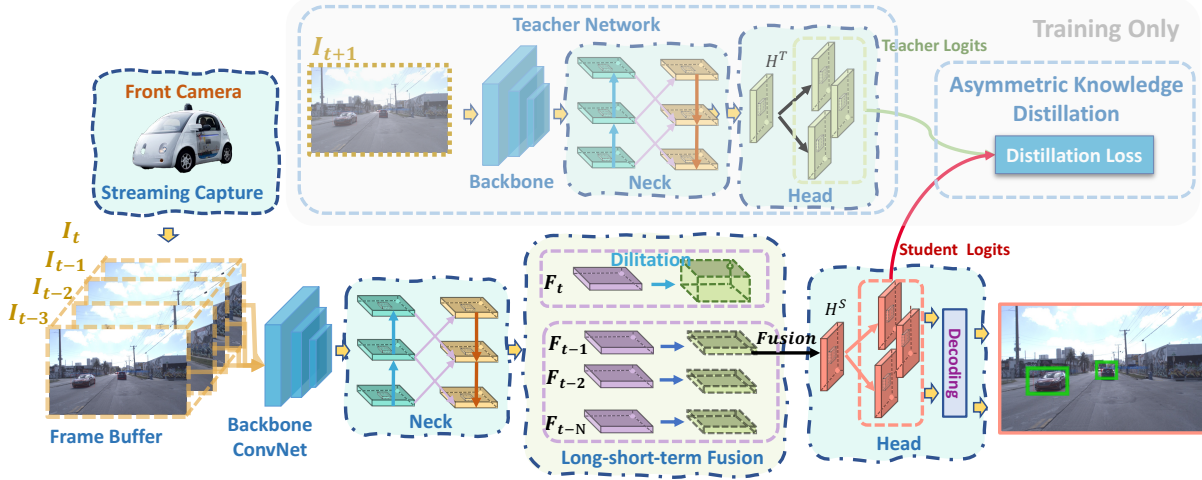 Teacher Network
Training Only
I_{t+1}
H^T
Teacher Logits
Backbone
Neck
Head
Asymmetric Knowledge
Distillation
Distillation Loss
Front Camera
Streaming Capture
I_t
I_{t-1}
I_{t-2}
I_{t-3}
Frame Buffer
Backbone
ConvNet
Neck
Dilitation
F_t
F_{t-1}
F_{t-2}
F_{t-N}
Long-short-term Fusion
Fusion
H^S
Student Logits
Head
Decoding